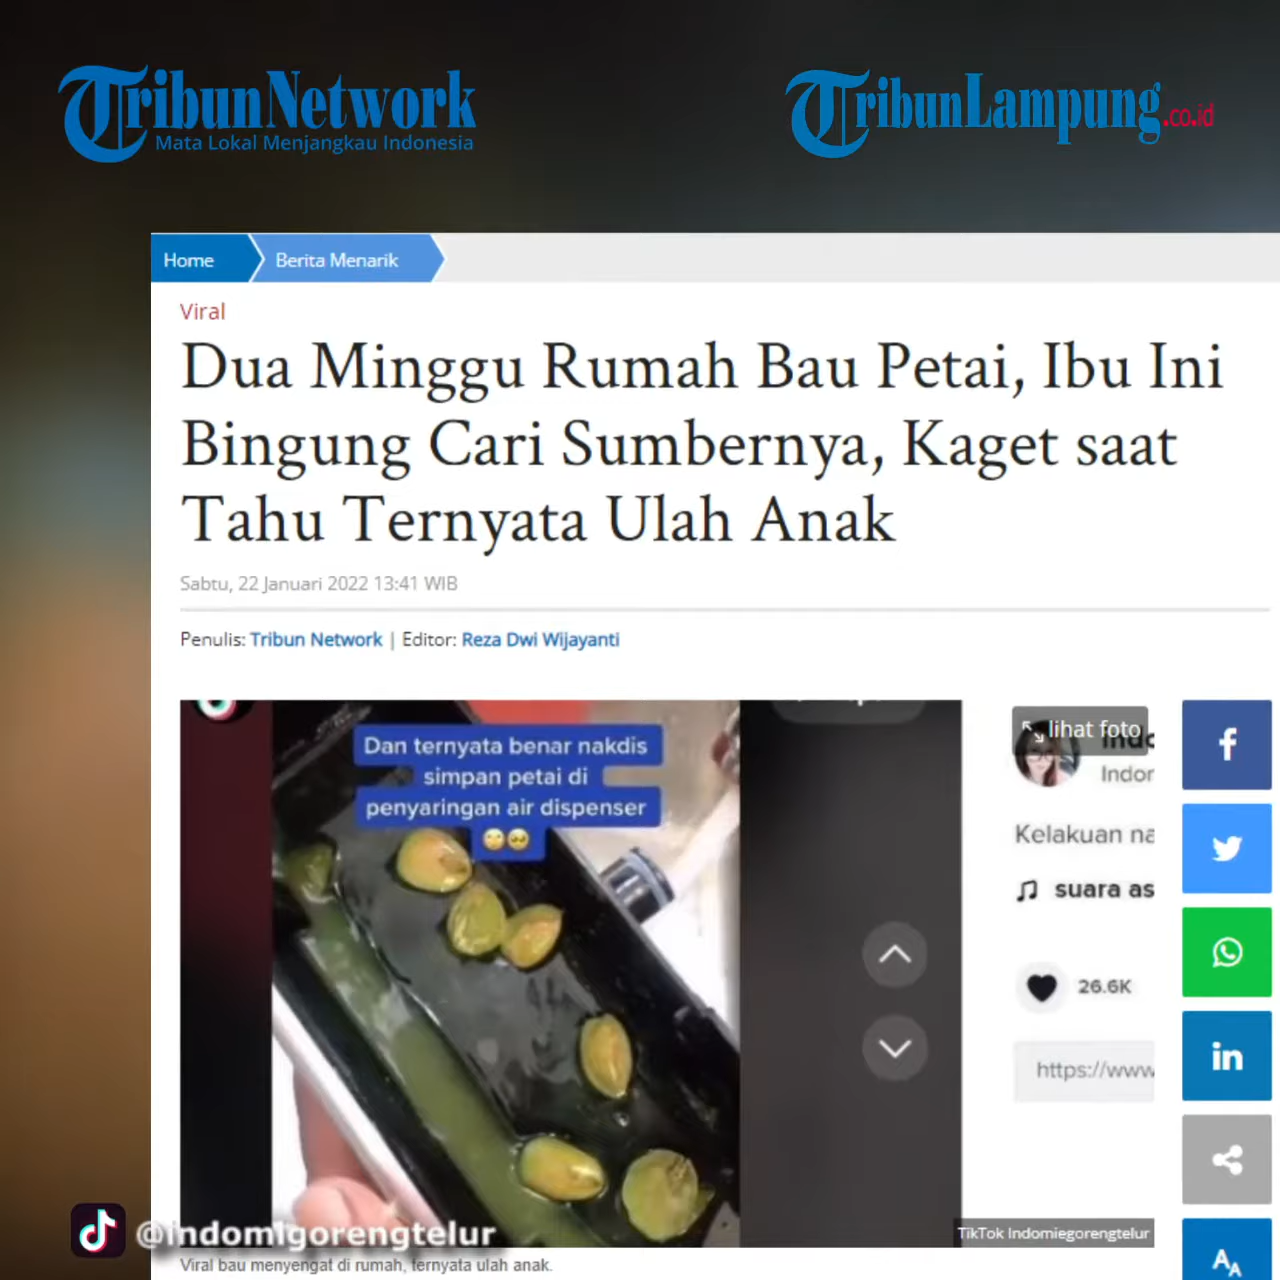 TribunNetwork
Mata Lokal Menjangkau Indonesia
TribunLampung.co.id
Home
Berita Menarik
Viral
Dua Minggu Rumah Bau Petai, Ibu Ini
Bingung Cari Sumbernya, Kaget saat
Tahu Ternyata Ulah Anak
Sabtu, 22 Januari 2022 13:41 WIB
Penulis: Tribun Network | Editor: Reza Dwi Wijayanti
Dan ternyata benar nakdis
simpan petai di
penyaringan air dispenser
🙄🥺
lihat foto
Indor
Kelakuan na
suara as
26.6K
https://www
f
in
AA
TikTok Indomiegorengtelur
@indomigorengtelur
Viral bau menyengat di rumah, ternyata ulah anak.